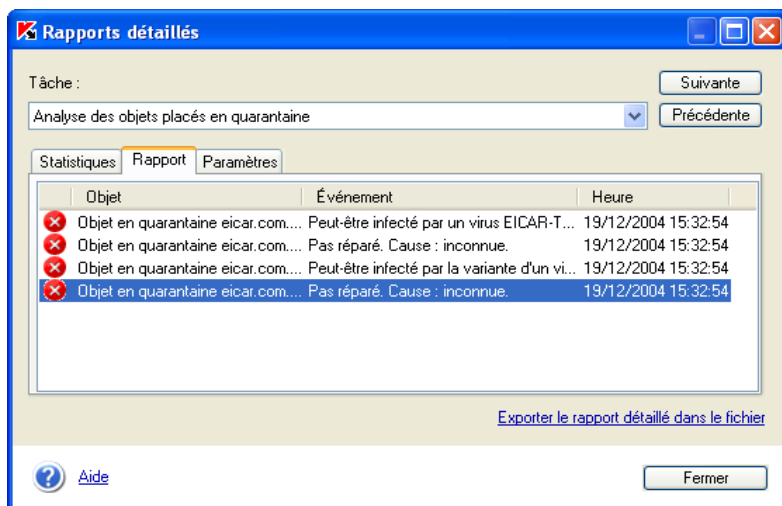 Rapports détaillés
Tâche :
Suivante
Analyse des objets placés en quarantaine
Précédente
Statistiques Rapport Paramètres
Objet Événement Heure
Objet en quarantaine eicar.com.... Peut-être infecté par un virus EICAR-T... 19/12/2004 15:32:54
Objet en quarantaine eicar.com.... Pas réparé. Cause : inconnue. 19/12/2004 15:32:54
Objet en quarantaine eicar.com.... Peut-être infecté par la variante d'un vi... 19/12/2004 15:32:54
Objet en quarantaine eicar.com.... Pas réparé. Cause : inconnue. 19/12/2004 15:32:54
Exporter le rapport détaillé dans le fichier
Aide
Fermer